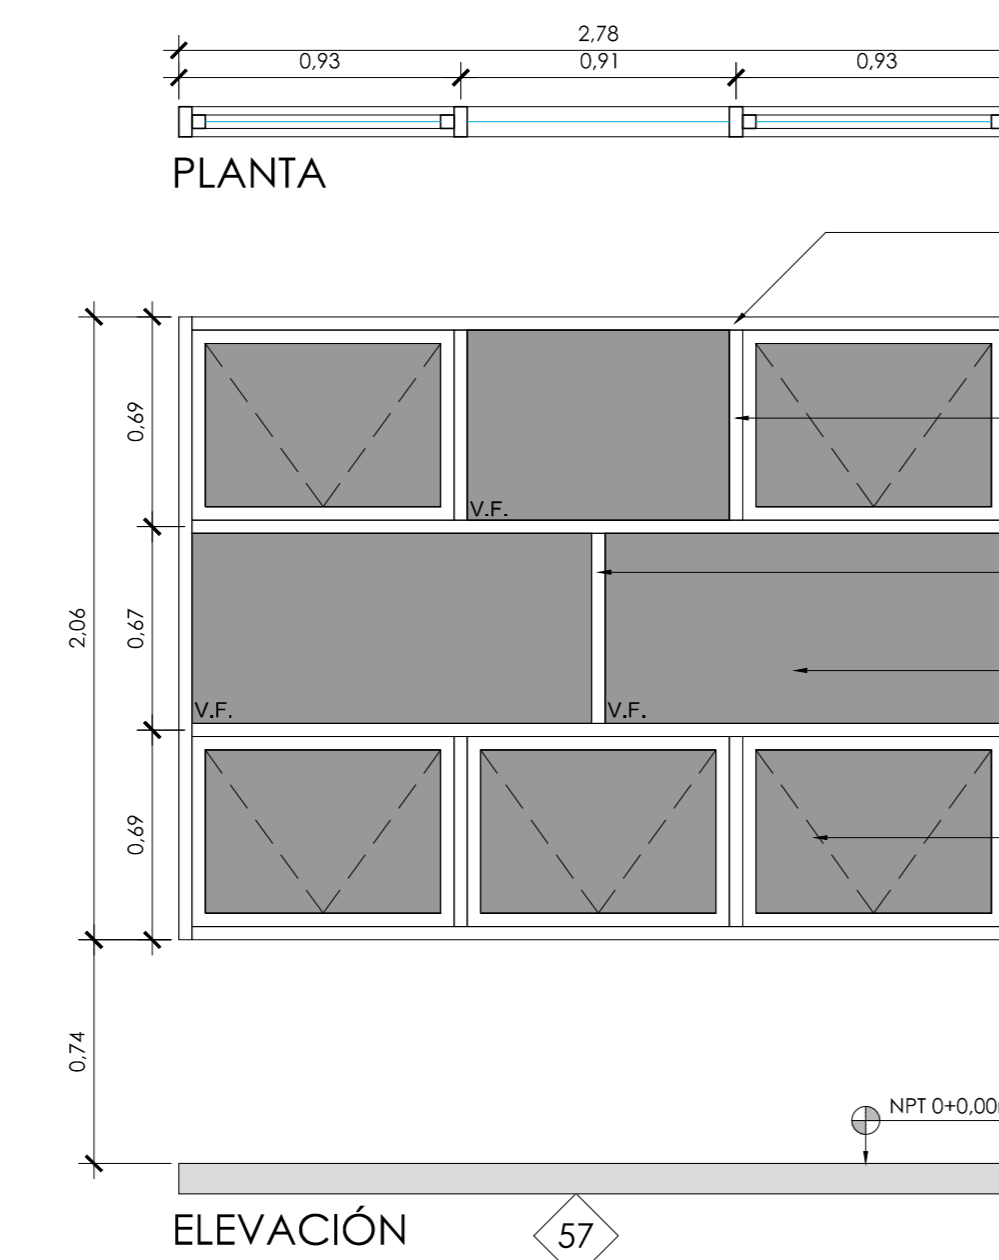 2,78
0,93
0,91
0,93
PLANTA
0,69
V.F.
2,06
0,67
V.F.
V.F.
0,69
0,74
NPT 0+0,00
ELEVACIÓN
57